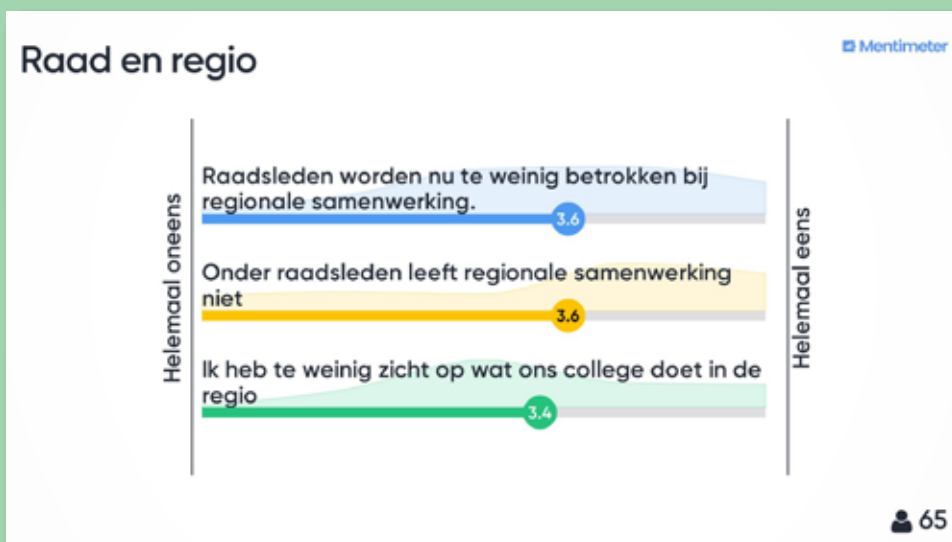 Raad en regio
Mentimeter
Helemaal oneens
Raadsleden worden nu te weinig betrokken bij
regionale samenwerking.
3.6
Onder raadsleden leeft regionale samenwerking
niet
3.6
Ik heb te weinig zicht op wat ons college doet in de
regio
3.4
Helemaal eens
65